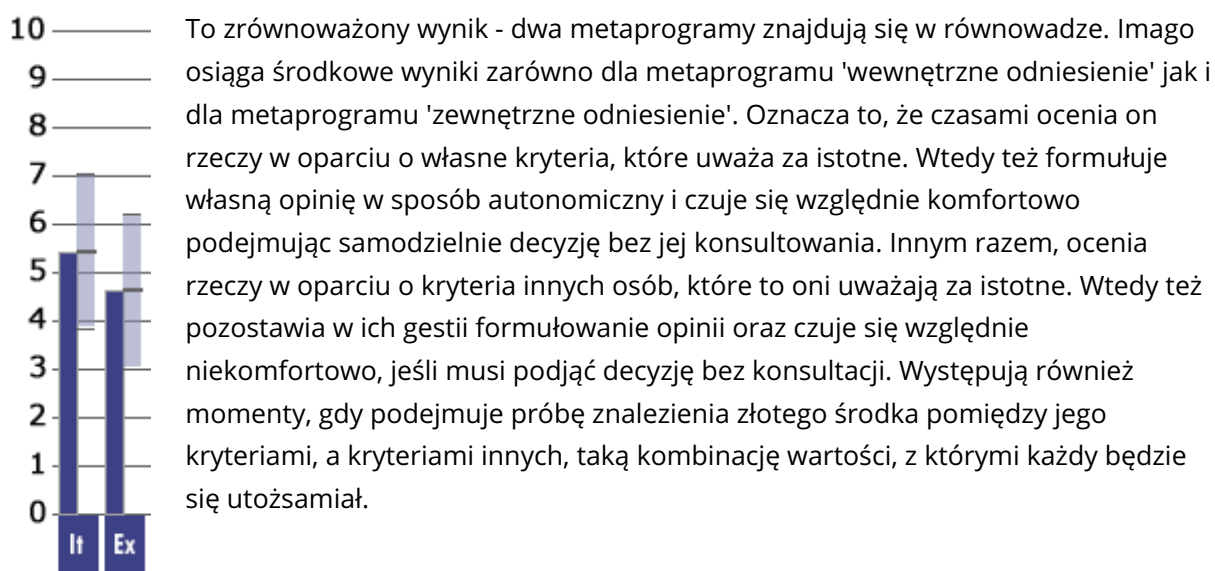 10
9
8
7
6
5
4
3
2
1
0
It Ex
To zrównoważony wynik - dwa metaprogramy znajdują się w równowadze. Imago
osiąga środkowe wyniki zarówno dla metaprogramu 'wewnętrzne odniesienie' jak i
dla metaprogramu 'zewnętrzne odniesienie'. Oznacza to, że czasami ocenia on
rzeczy w oparciu o własne kryteria, które uważa za istotne. Wtedy też formułuje
własną opinię w sposób autonomiczny i czuje się względnie komfortowo
podejmując samodzielnie decyzję bez jej konsultowania. Innym razem, ocenia
rzeczy w oparciu o kryteria innych osób, które to oni uważają za istotne. Wtedy też
pozostawia w ich gestii formułowanie opinii oraz czuje się względnie
niekomfortowo, jeśli musi podjąć decyzję bez konsultacji. Występują również
momenty, gdy podejmuje próbę znalezienia złotego środka pomiędzy jego
kryteriami, a kryteriami innych, taką kombinację wartości, z którymi każdy będzie
się utożsamiał.